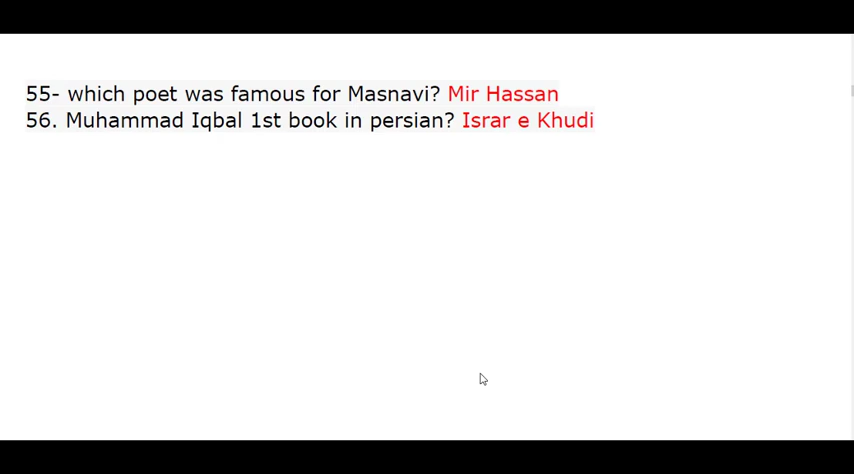 55- which poet was famous for Masnavi? Mir Hassan
56. Muhammad Iqbal 1st book in persian? Israr e Khudi